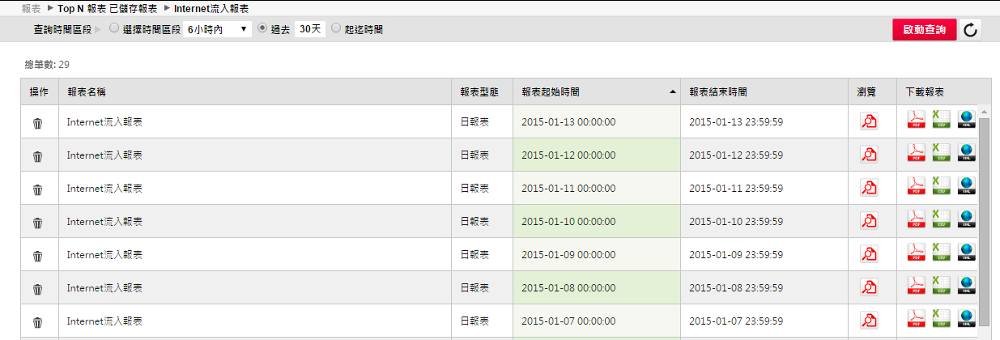 報表 ▶ Top N 報表 已儲存報表 ▶ Internet流入報表
查詢時間區段 ▶ 選擇時間區段 6小時內 ▼ 過去 30天 起迄時間 啟動查詢
總筆數: 29
操作 報表名稱 報表型態 報表起始時間 報表結束時間 瀏覽 下載報表
Internet流入報表 日報表 2015-01-13 00:00:00 2015-01-13 23:59:59 PDF CSV XML
Internet流入報表 日報表 2015-01-12 00:00:00 2015-01-12 23:59:59 PDF CSV XML
Internet流入報表 日報表 2015-01-11 00:00:00 2015-01-11 23:59:59 PDF CSV XML
Internet流入報表 日報表 2015-01-10 00:00:00 2015-01-10 23:59:59 PDF CSV XML
Internet流入報表 日報表 2015-01-09 00:00:00 2015-01-09 23:59:59 PDF CSV XML
Internet流入報表 日報表 2015-01-08 00:00:00 2015-01-08 23:59:59 PDF CSV XML
Internet流入報表 日報表 2015-01-07 00:00:00 2015-01-07 23:59:59 PDF CSV XML